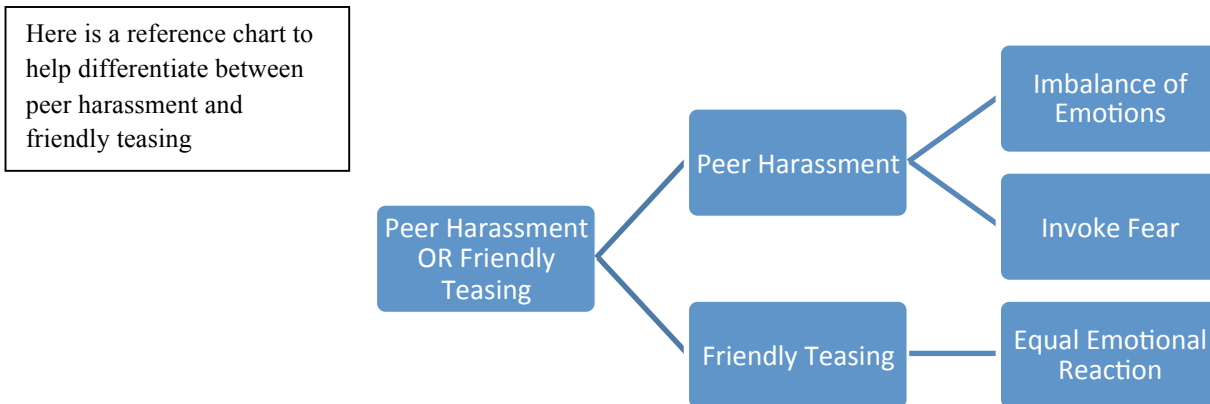 Here is a reference chart to
help differentiate between
peer harassment and
friendly teasing
Peer Harassment
OR Friendly
Teasing
Peer Harassment
Imbalance of
Emotions
Invoke Fear
Friendly Teasing
Equal Emotional
Reaction